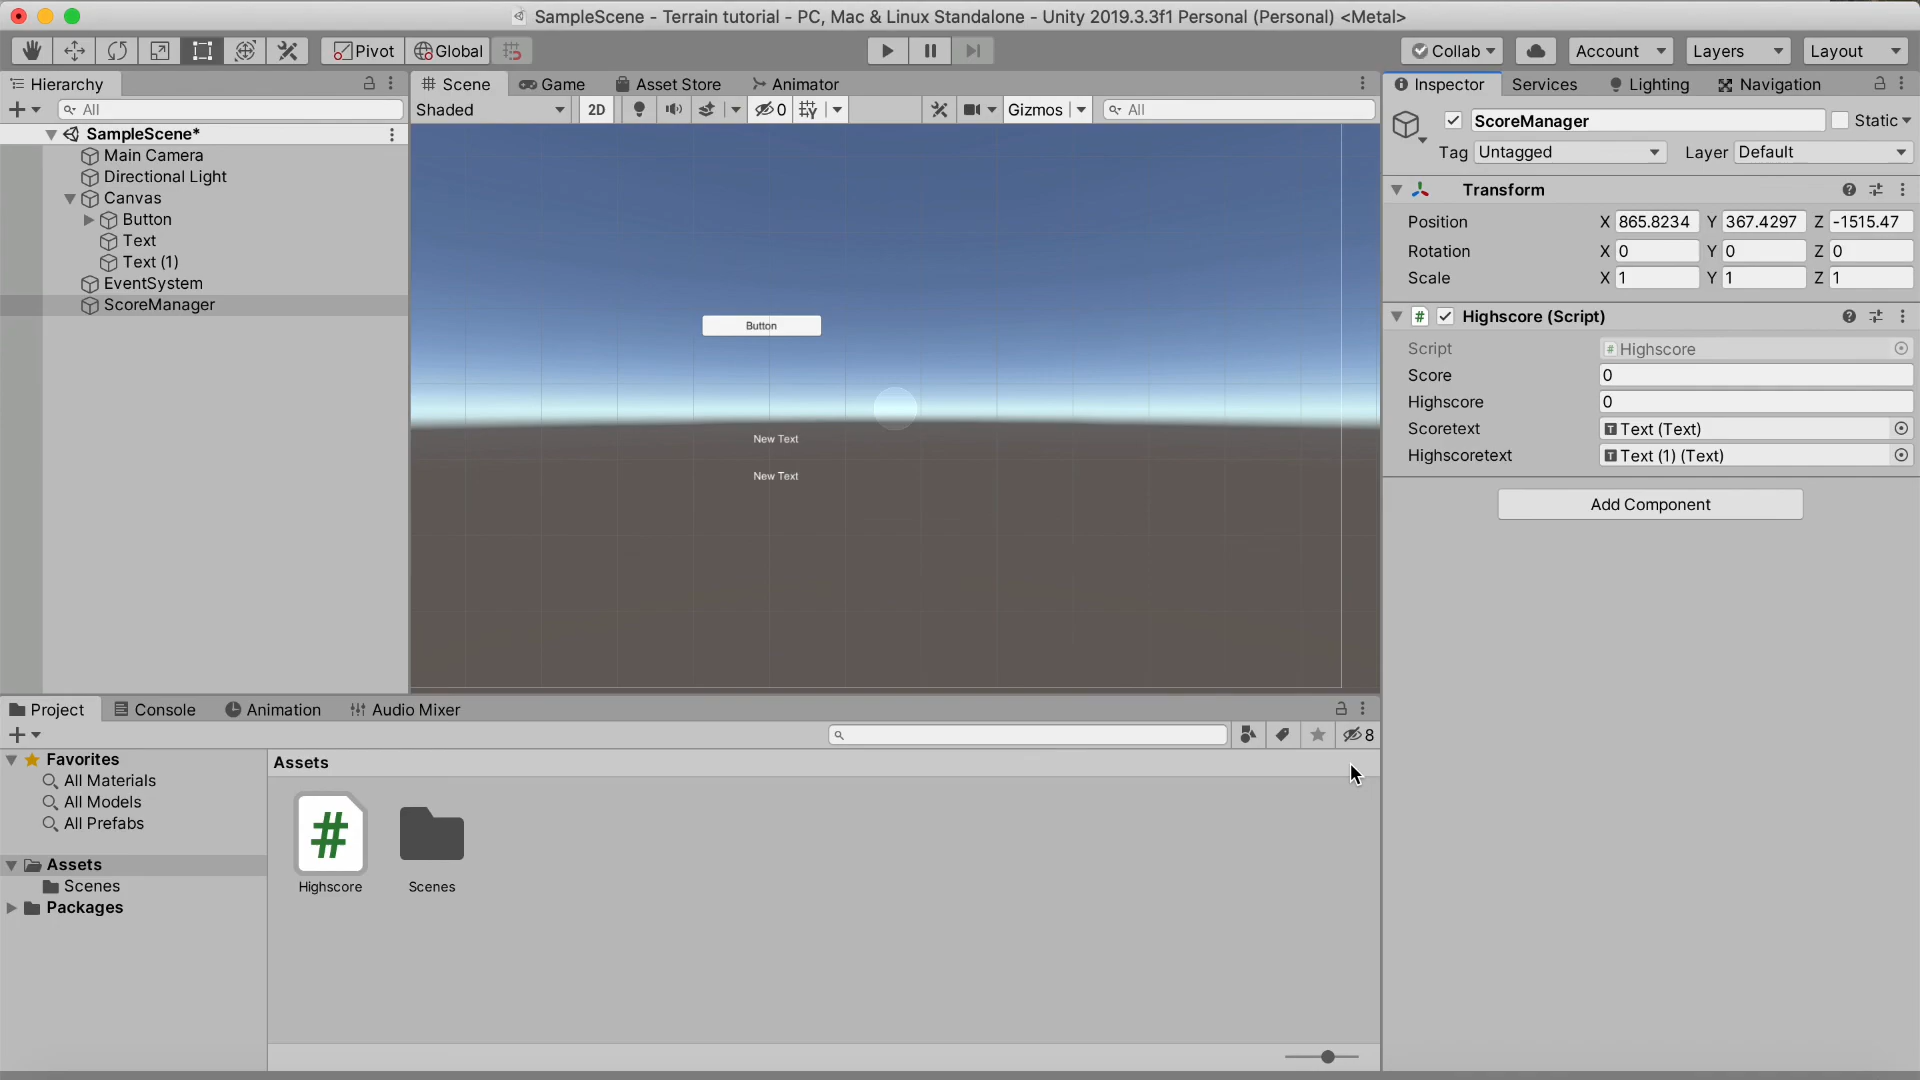 SampleScene - Terrain tutorial - PC, Mac & Linux Standalone - Unity 2019.3.3f1 Personal (Personal) <Metal>
Pivot Global Collab Account Layers Layout
Hierarchy
All
SampleScene*
Main Camera
Directional Light
Canvas
Button
Text
Text (1)
EventSystem
ScoreManager
Scene Game Asset Store Animator
Shaded 2D 0 Gizmos All
Button
New Text
New Text
Inspector Services Lighting Navigation
ScoreManager Static
Tag Untagged Layer Default
Transform
Position X 865.8234 Y 367.4297 Z -1515.47
Rotation X 0 Y 0 Z 0
Scale X 1 Y 1 Z 1
# Highscore (Script)
Script # Highscore
Score 0
Highscore 0
Scoretext T Text (Text)
Highscoretext T Text (1) (Text)
Add Component
Project Console Animation Audio Mixer
8
Favorites
All Materials
All Models
All Prefabs
Assets
Scenes
Packages
Assets
#
Highscore Scenes